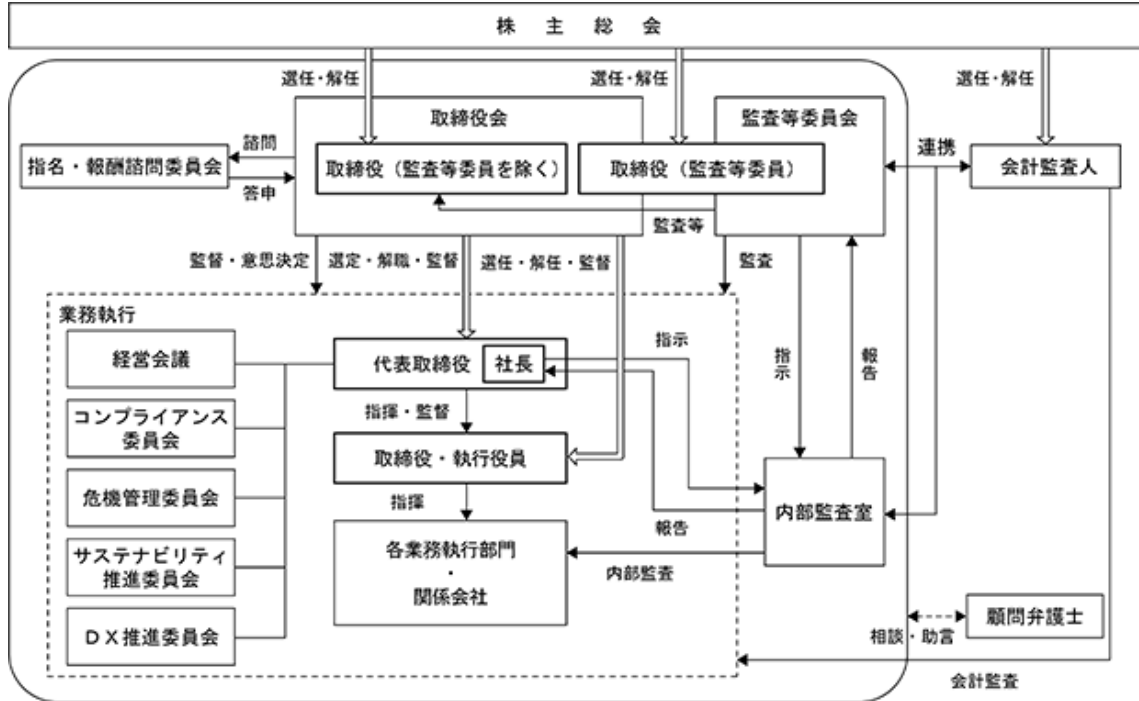 株主総会
選任・解任
選任・解任
選任・解任
取締役会
監査等委員会
諮問
指名・報酬諮問委員会
答申
取締役（監査等委員を除く）
取締役（監査等委員）
連携
会計監査人
監査等
監督・意思決定
選定・解職・監督
選任・解任・監督
監査
業務執行
経営会議
代表取締役
社長
指示
指示
報告
コンプライアンス
委員会
指揮・監督
取締役・執行役員
危機管理委員会
指揮
内部監査室
報告
サステナビリティ
推進委員会
各業務執行部門
・
関係会社
内部監査
DX推進委員会
顧問弁護士
相談・助言
会計監査